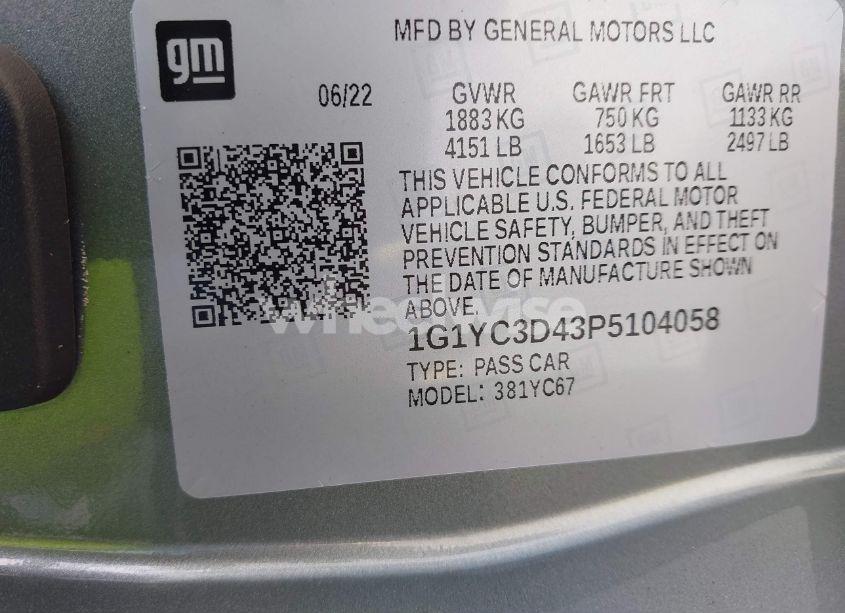 gm
MFD BY GENERAL MOTORS LLC
06/22
GVWR GAWR FRT GAWR RR
1883 KG 750 KG 1133 KG
4151 LB 1653 LB 2497 LB
THIS VEHICLE CONFORMS TO ALL
APPLICABLE U.S. FEDERAL MOTOR
VEHICLE SAFETY, BUMPER, AND THEFT
PREVENTION STANDARDS IN EFFECT ON
THE DATE OF MANUFACTURE SHOWN
ABOVE.
1G1YC3D43P5104058
TYPE: PASS CAR
MODEL: 381YC67